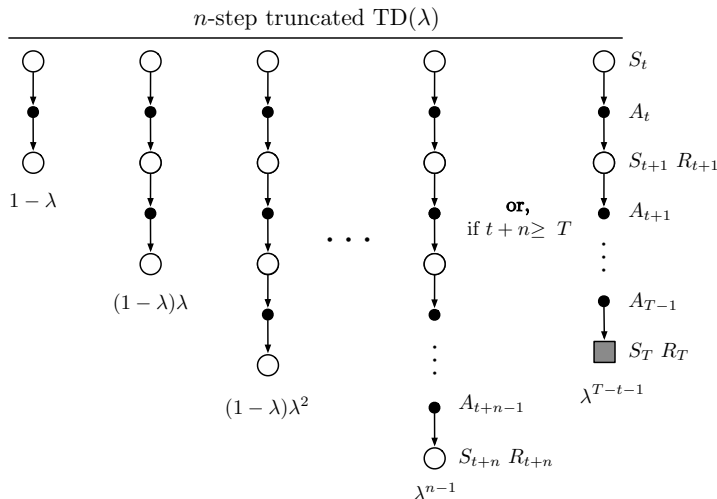 n-step truncated TD(λ)
S_t
A_t
S_{t+1} R_{t+1}
1 − λ
or,
if t + n ≥ T
A_{t+1}
. . .
(1 − λ)λ
A_{T−1}
S_T R_T
(1 − λ)λ^2
λ^{T−t−1}
A_{t+n−1}
S_{t+n} R_{t+n}
λ^{n−1}